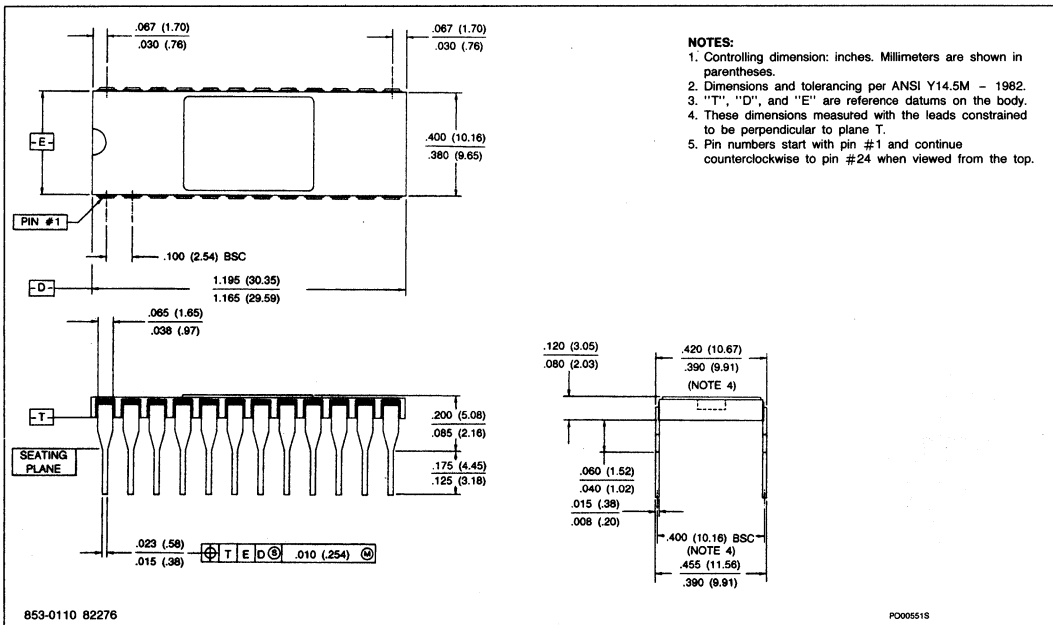 .067 (1.70)
.030 (.76)
.067 (1.70)
.030 (.76)
NOTES:
1. Controlling dimension: inches. Millimeters are shown in
parentheses.
2. Dimensions and tolerancing per ANSI Y14.5M – 1982.
3. "T", "D", and "E" are reference datums on the body.
4. These dimensions measured with the leads constrained
to be perpendicular to plane T.
5. Pin numbers start with pin #1 and continue
counterclockwise to pin #24 when viewed from the top.
-E-
.400 (10.16)
.380 (9.65)
PIN #1
.100 (2.54) BSC
-D-
1.195 (30.35)
1.165 (29.59)
.065 (1.65)
.038 (.97)
-T-
.200 (5.08)
.085 (2.16)
SEATING
PLANE
.175 (4.45)
.125 (3.18)
.023 (.58)
.015 (.38)
⌖ T E D Ⓢ .010 (.254) Ⓜ
.120 (3.05)
.080 (2.03)
.420 (10.67)
.390 (9.91)
(NOTE 4)
.060 (1.52)
.040 (1.02)
.015 (.38)
.008 (.20)
.400 (10.16) BSC
(NOTE 4)
.455 (11.56)
.390 (9.91)
853-0110 82276
PO00551S